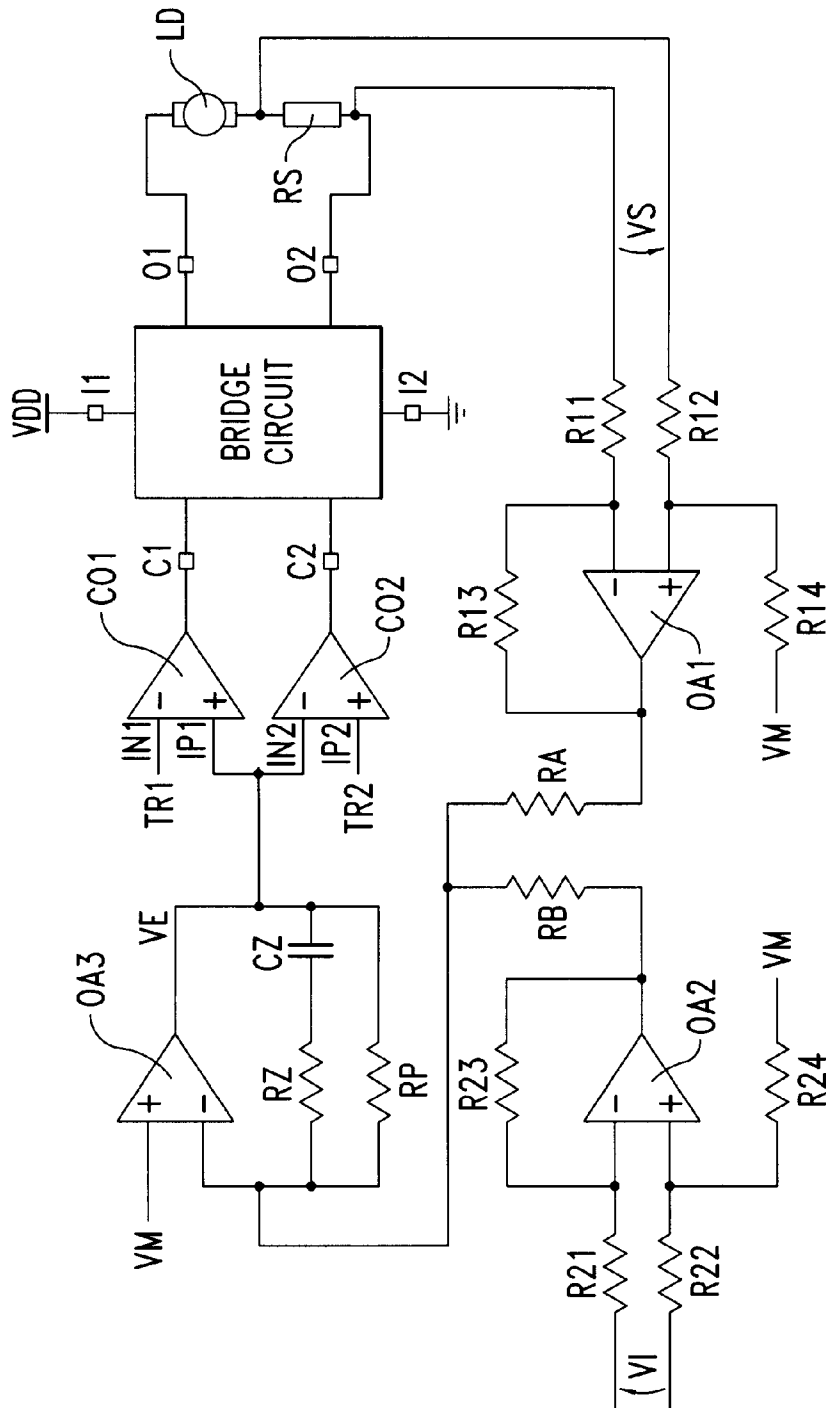 LD
RS
O1
O2
VDD
I1
BRIDGE
CIRCUIT
I2
C1
C2
CO1
CO2
IN1
IP1
IN2
IP2
TR1
TR2
VE
OA3
+
-
VM
CZ
RZ
RP
-
+
-
+
VS
R11
R12
R13
-
+
OA1
R14
VM
RA
RB
R23
-
+
OA2
VM
R24
R21
R22
VI